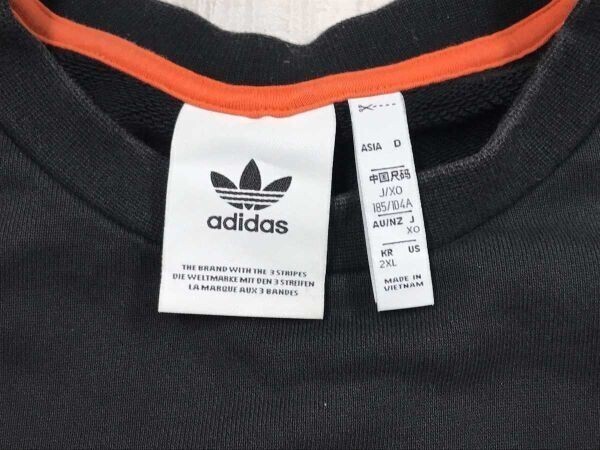 adidas
THE BRAND WITH THE 3 STRIPES
DIE WELTMARKE MIT DEN 3 STREIFEN
LA MARQUE AUX 3 BANDES
ASIA D
中国尺码
J/XO
185/104A
AU/NZ J
XO
KR US
2XL
MADE IN
VIETNAM